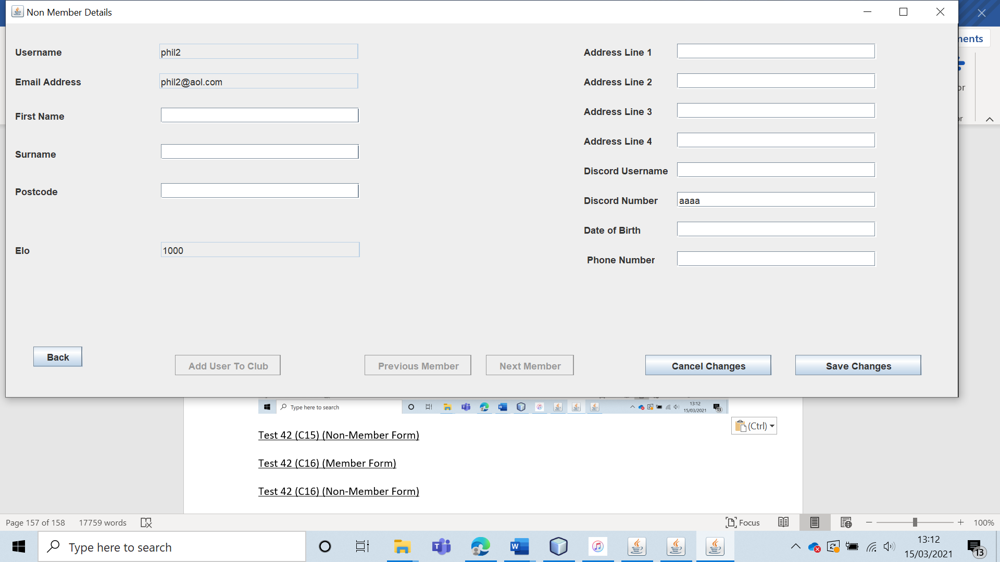 Non Member Details
ments
Username
phil2
Address Line 1
Email Address
phil2@aol.com
Address Line 2
or
First Name
Address Line 3
or
Address Line 4
Surname
Discord Username
Postcode
Discord Number
aaaa
Date of Birth
Elo
1000
Phone Number
Back
Add User To Club
Previous Member
Next Member
Cancel Changes
Save Changes
Type here to search
13:12
15/03/2021
13
(Ctrl)
Test 42 (C15) (Non-Member Form)
Test 42 (C16) (Member Form)
Test 42 (C16) (Non-Member Form)
Page 157 of 158
17759 words
Focus
100%
Type here to search
13:12
15/03/2021
13